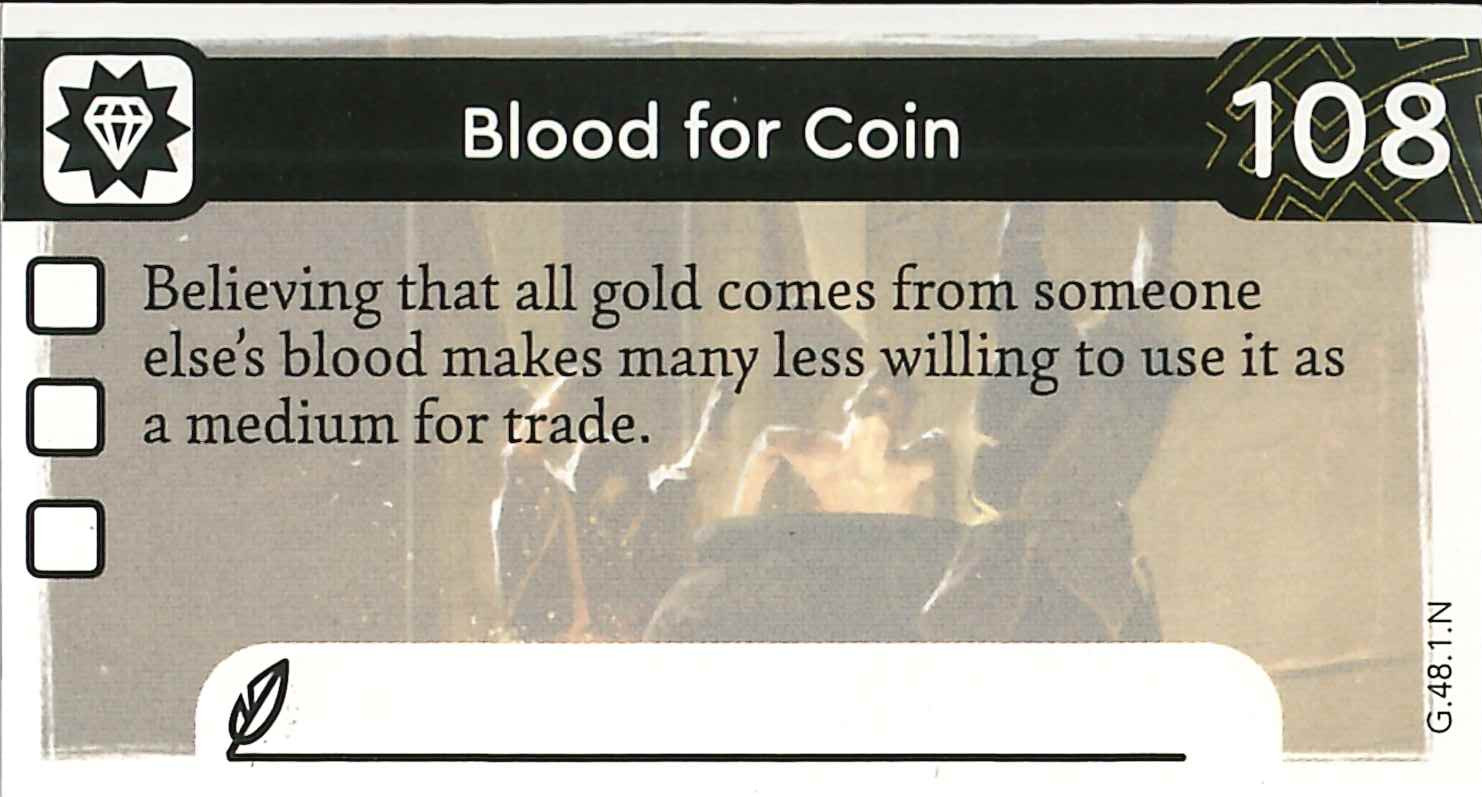 Blood for Coin
108
Believing that all gold comes from someone
else's blood makes many less willing to use it as
a medium for trade.
G.48.1.N